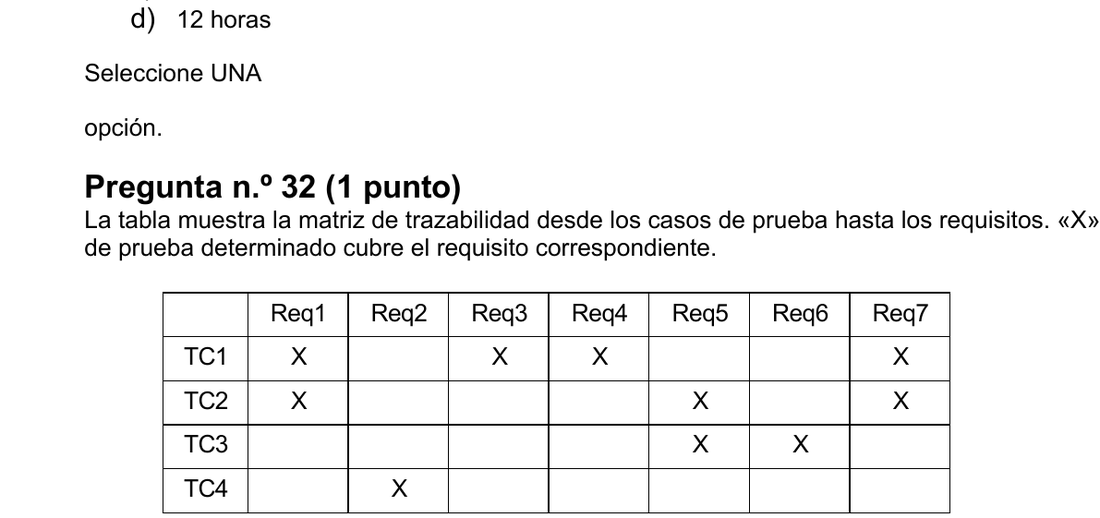 d) 12 horas
Seleccione UNA
opción.
Pregunta n.º 32 (1 punto)
La tabla muestra la matriz de trazabilidad desde los casos de prueba hasta los requisitos. «X»
de prueba determinado cubre el requisito correspondiente.
Req1 Req2 Req3 Req4 Req5 Req6 Req7
TC1 X X X X
TC2 X X X
TC3 X X
TC4 X